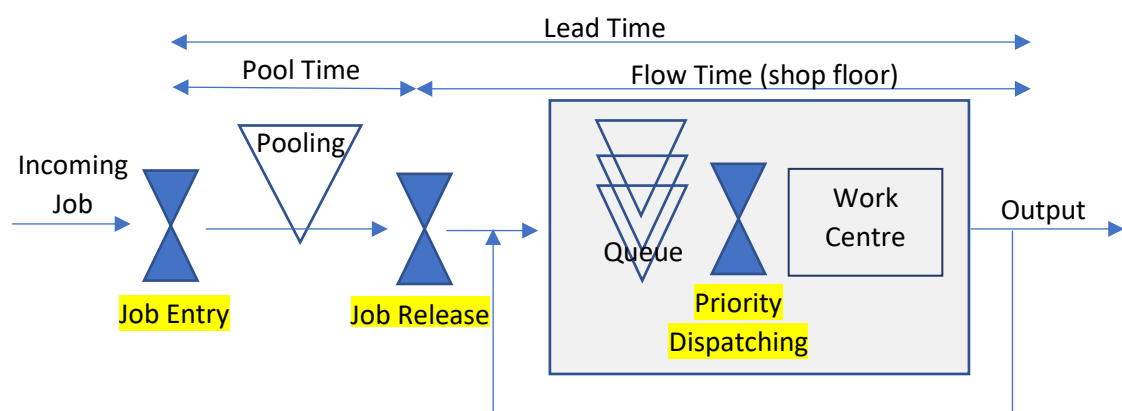 Lead Time
Pool Time
Flow Time (shop floor)
Pooling
Incoming
Job
Work
Centre
Output
Queue
Job Entry
Job Release
Priority
Dispatching